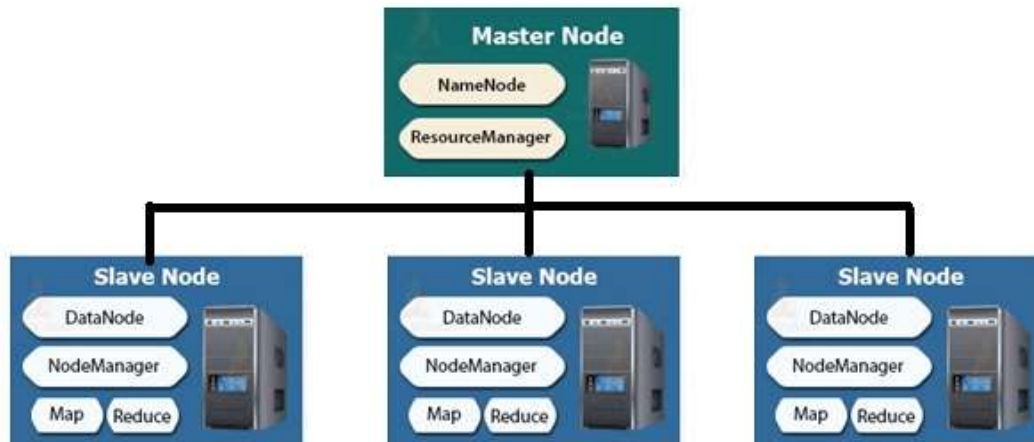 Master Node
NameNode
ResourceManager
Slave Node
DataNode
NodeManager
Map Reduce
Slave Node
DataNode
NodeManager
Map Reduce
Slave Node
DataNode
NodeManager
Map Reduce